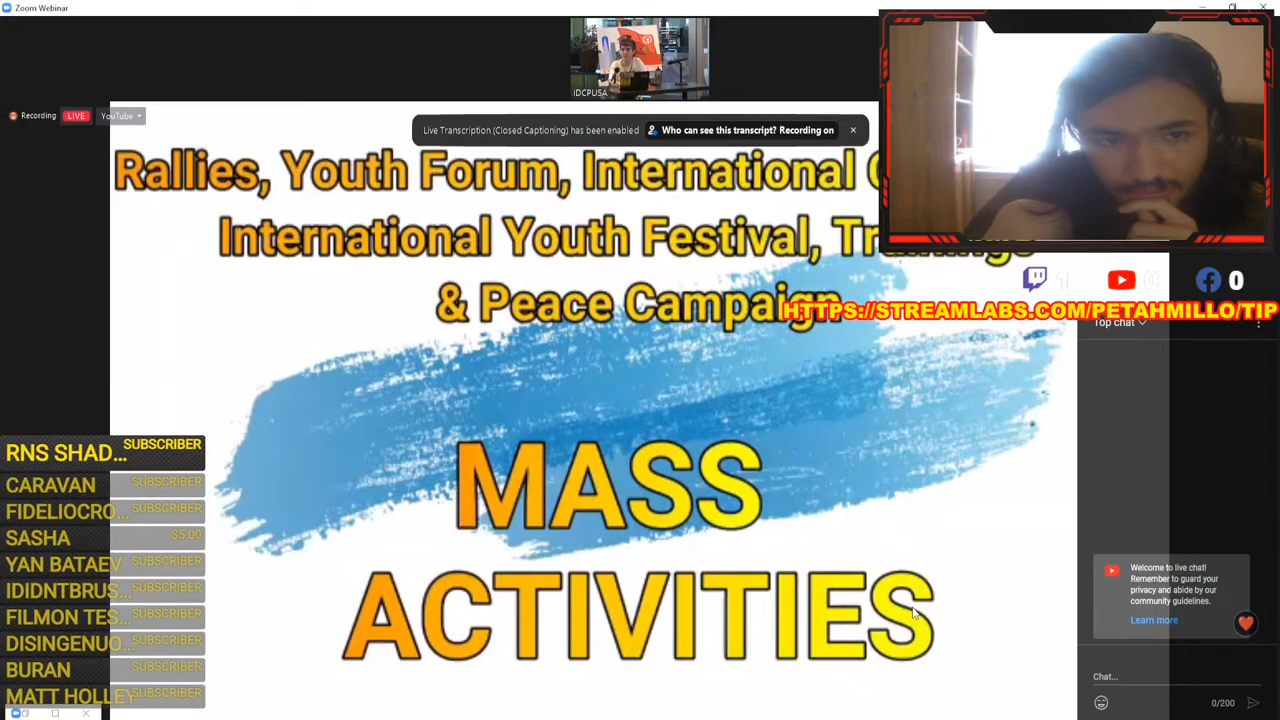 Zoom Webinar
IDCPUSA
Recording
LIVE
YouTube
Live Transcription (Closed Captioning) has been enabled
Who can see this transcript? Recording on
Rallies, Youth Forum, International
International Youth Festival,
& Peace Campaign
MASS
ACTIVITIES
1
0
0
HTTPS://STREAMLABS.COM/PETAHMILLO/TIP
Top chat
RNS SHAD... SUBSCRIBER
CARAVAN SUBSCRIBER
FIDELIOCRO... SUBSCRIBER
SASHA $5.00
YAN BATAEV SUBSCRIBER
IDIDNTBRUS... SUBSCRIBER
FILMON TES... SUBSCRIBER
DISINGENUO... SUBSCRIBER
BURAN SUBSCRIBER
MATT HOLLEY SUBSCRIBER
Welcome to live chat!
Remember to guard your
privacy and abide by our
community guidelines.
Learn more
Chat...
0/200